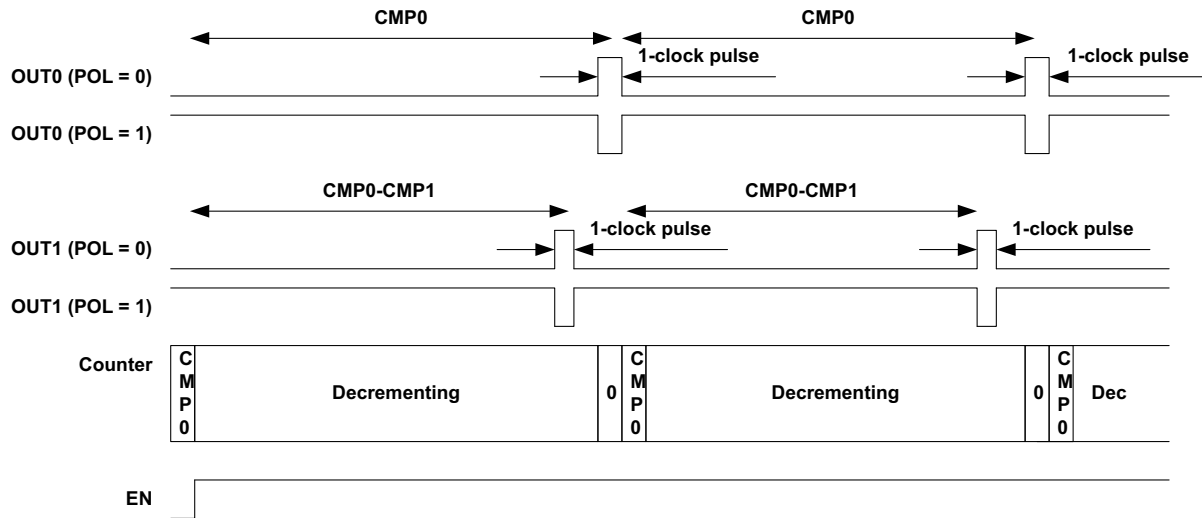 CMP0 CMP0
1-clock pulse 1-clock pulse
OUT0 (POL = 0)
OUT0 (POL = 1)
CMP0-CMP1 CMP0-CMP1
1-clock pulse 1-clock pulse
OUT1 (POL = 0)
OUT1 (POL = 1)
Counter
C
M
P
0
Decrementing
0
C
M
P
0
Decrementing
0
C
M
P
0
Dec
EN